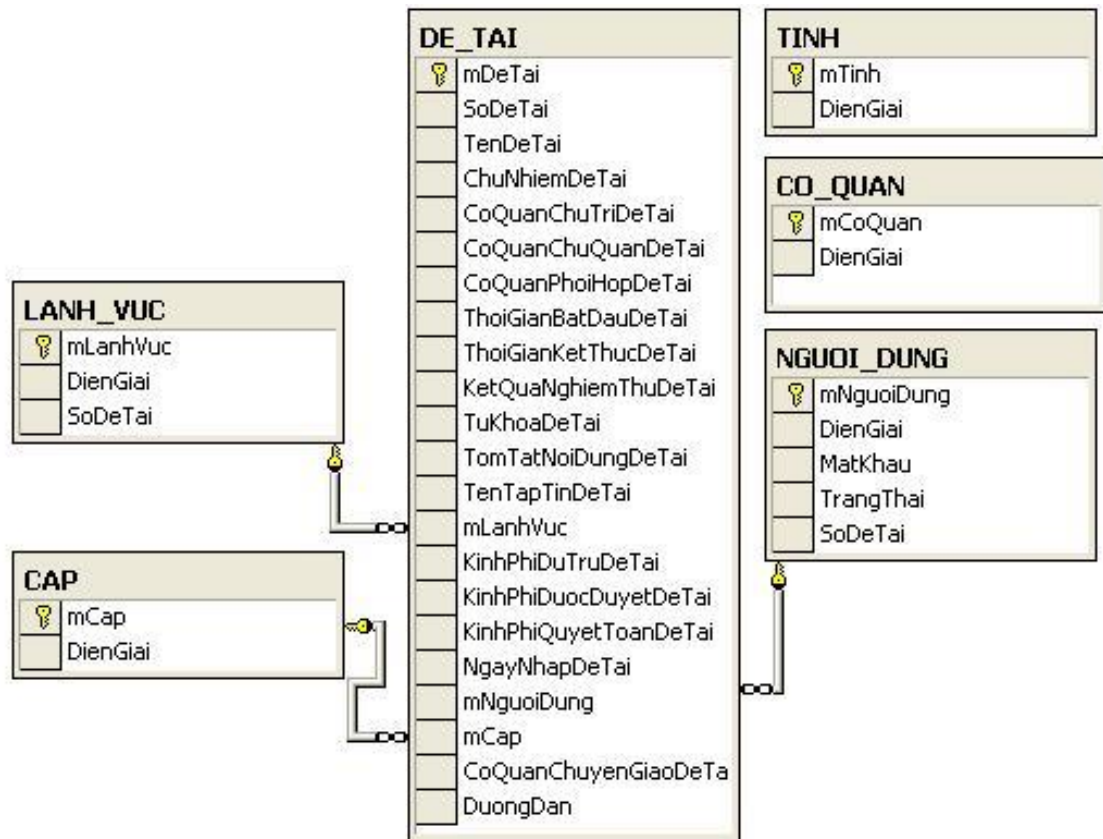 DE_TAI
mDeTai
SoDeTai
TenDeTai
ChuNhiemDeTai
CoQuanChuTriDeTai
CoQuanChuQuanDeTai
CoQuanPhoiHopDeTai
ThoiGianBatDauDeTai
ThoiGianKetThucDeTai
KetQuaNghiemThuDeTai
TuKhoaDeTai
TomTatNoiDungDeTai
TenTapTinDeTai
mLanhVuc
KinhPhiDuTruDeTai
KinhPhiDuocDuyetDeTai
KinhPhiQuyetToanDeTai
NgayNhapDeTai
mNguoiDung
mCap
CoQuanChuyenGiaoDeTa
DuongDan
TINH
mTinh
DienGiai
CO_QUAN
mCoQuan
DienGiai
LANH_VUC
mLanhVuc
DienGiai
SoDeTai
NGUOI_DUNG
mNguoiDung
DienGiai
MatKhau
TrangThai
SoDeTai
CAP
mCap
DienGiai